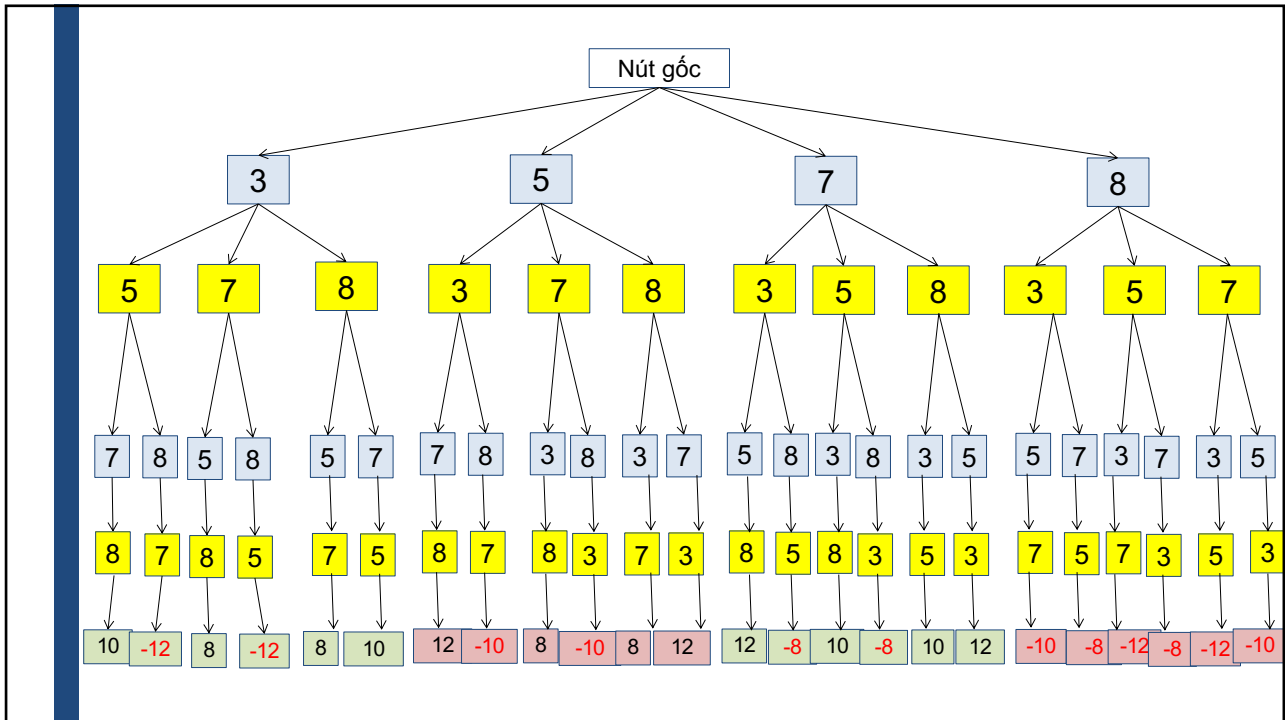 Nút gốc
3 5 7 8
5 7 8 3 7 8 3 5 8 3 5 7
7 8 5 8 5 7 7 8 3 8 3 7 5 8 3 8 3 5 5 7 3 7 3 5
8 7 8 5 7 5 8 7 8 3 7 3 8 5 8 3 5 3 7 5 7 3 5 3
10 -12 8 -12 8 10 12 -10 8 -10 8 12 12 -8 10 -8 10 12 -10 -8 -12 -8 -12 -10